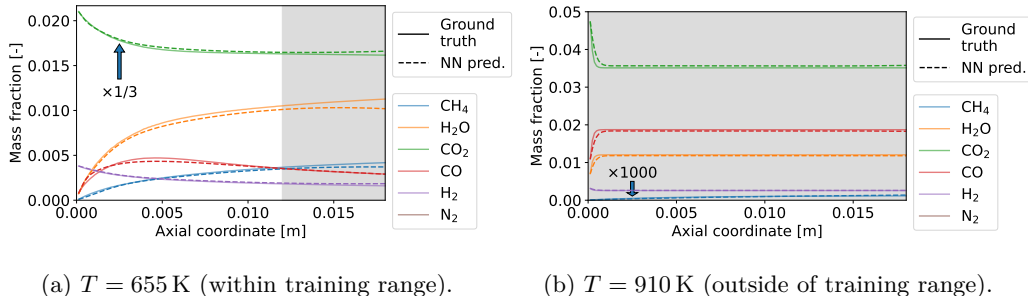 0.020
0.015
0.010
0.005
0.000
Mass fraction [-]
×1/3
0.000 0.005 0.010 0.015
Axial coordinate [m]
Ground
truth
NN pred.
CH4
H2O
CO2
CO
H2
N2
0.05
0.04
0.03
0.02
0.01
0.00
Mass fraction [-]
×1000
0.000 0.005 0.010 0.015
Axial coordinate [m]
Ground
truth
NN pred.
CH4
H2O
CO2
CO
H2
N2
(a) T = 655 K (within training range).
(b) T = 910 K (outside of training range).